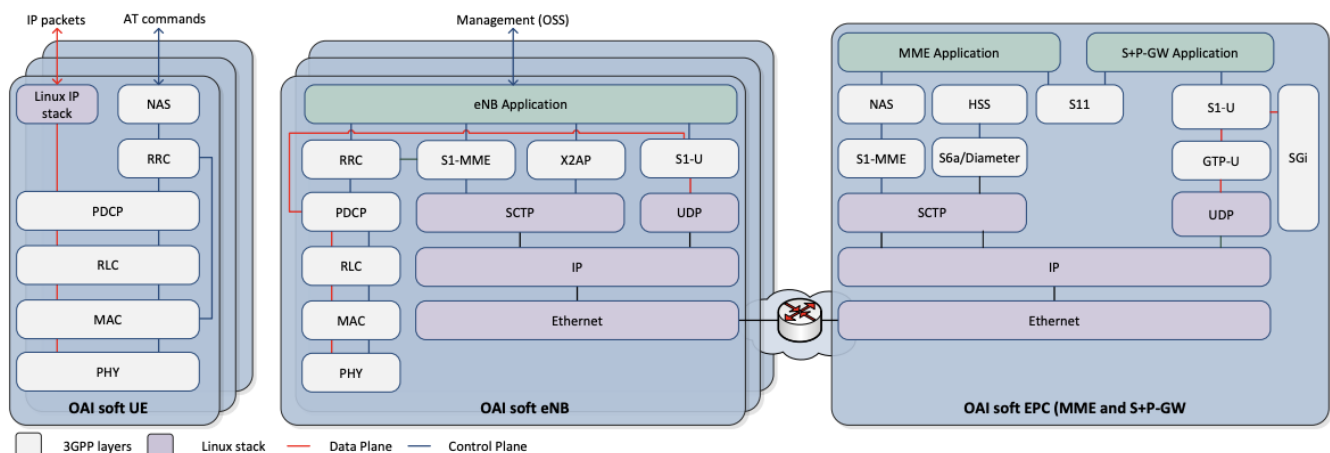 IP packets
AT commands
Linux IP
stack
NAS
RRC
PDCP
RLC
MAC
PHY
OAI soft UE
Management (OSS)
eNB Application
RRC
S1-MME
X2AP
S1-U
PDCP
SCTP
UDP
RLC
IP
MAC
Ethernet
PHY
OAI soft eNB
MME Application
S+P-GW Application
NAS
HSS
S11
S1-U
SGi
S1-MME
S6a/Diameter
GTP-U
SCTP
UDP
IP
Ethernet
OAI soft EPC (MME and S+P-GW
3GPP layers
Linux stack
Data Plane
Control Plane